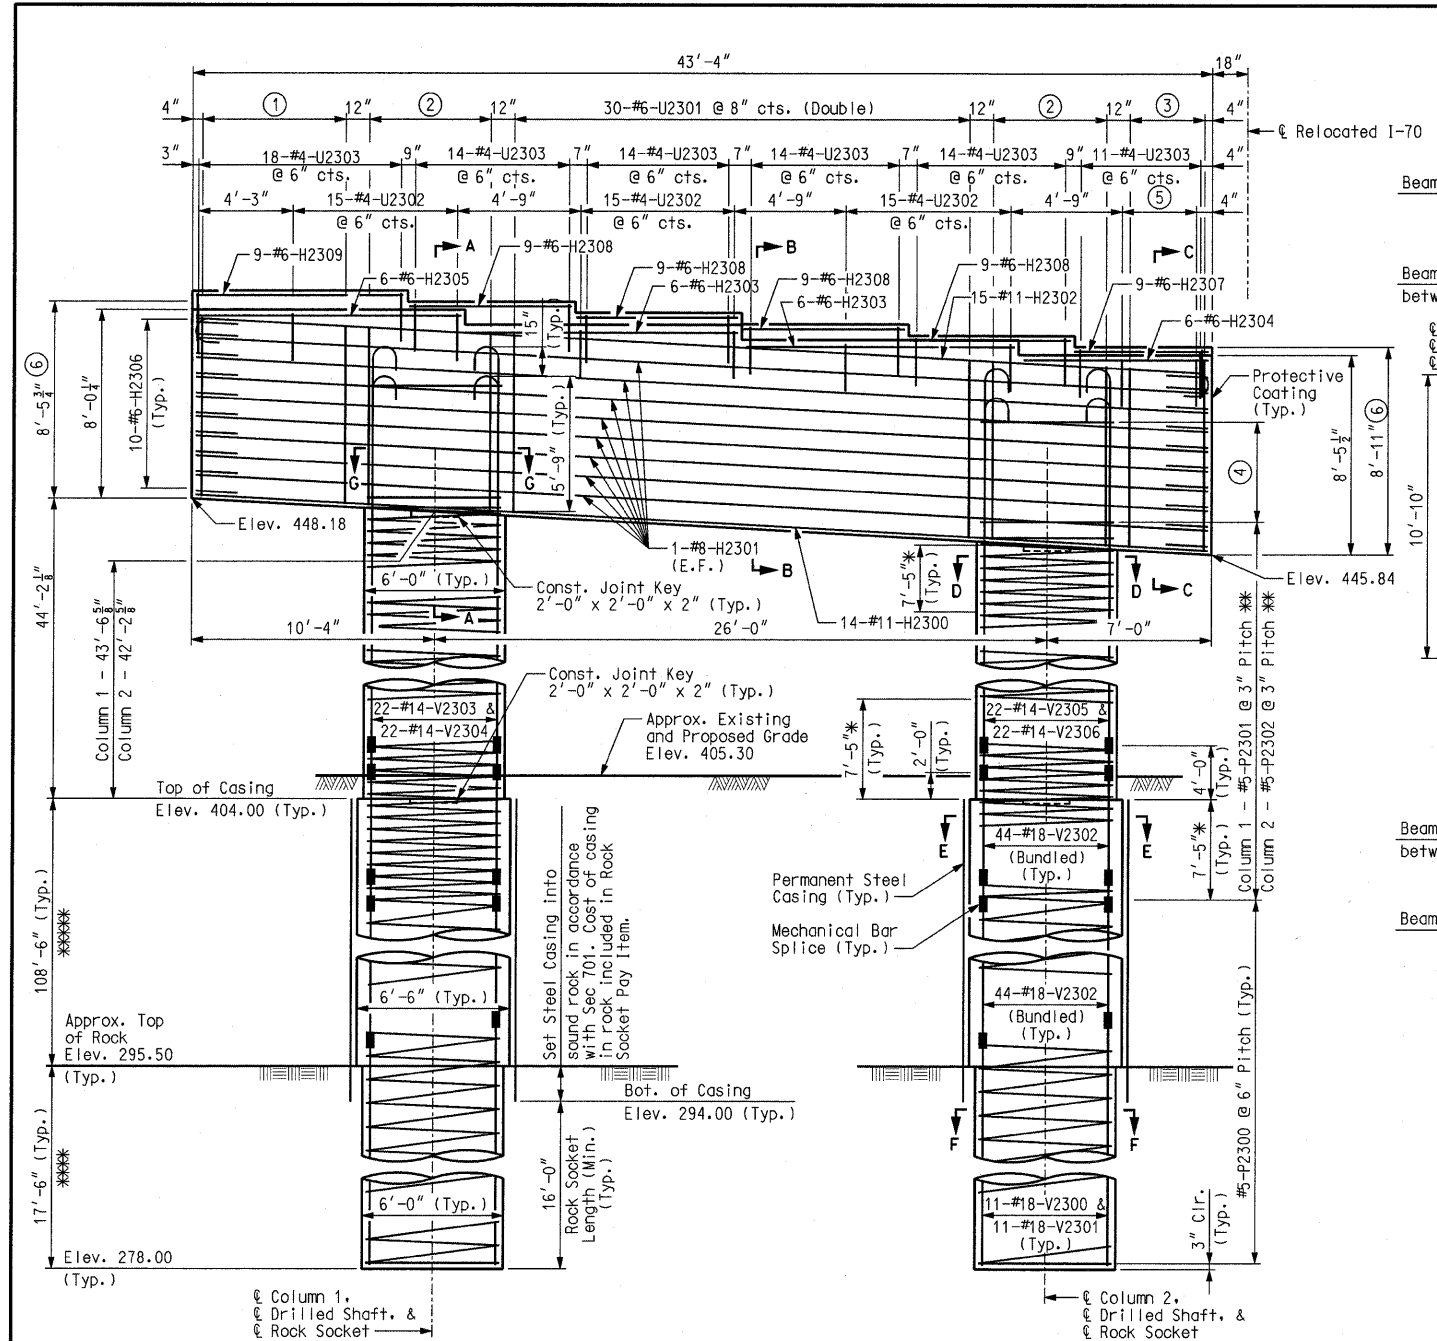 43'-4"
18"
4"
①
12"
②
12"
30-#6-U2301 @ 8" cts. (Double)
12"
②
12"
③
4"
℄ Relocated I-70
3"
18-#4-U2303
@ 6" cts.
9"
14-#4-U2303
@ 6" cts.
7"
14-#4-U2303
@ 6" cts.
7"
14-#4-U2303
@ 6" cts.
7"
14-#4-U2303
@ 6" cts.
9"
11-#4-U2303
@ 6" cts.
4"
Beam
4'-3"
15-#4-U2302
@ 6" cts.
4'-9"
15-#4-U2302
@ 6" cts.
4'-9"
15-#4-U2302
@ 6" cts.
4'-9"
⑤
4"
A
B
C
9-#6-H2309
9-#6-H2308
6-#6-H2305
9-#6-H2308
6-#6-H2303
9-#6-H2308
6-#6-H2303
9-#6-H2308
15-#11-H2302
9-#6-H2307
6-#6-H2304
Beam
betw
℄
℄
℄
8'-5 3/4" ⑥
8'-0 1/4"
10-#6-H2306
(Typ.)
15"
(Typ.)
5'-9" (Typ.)
Protective
Coating
(Typ.)
④
8'-5 1/2"
8'-11" ⑥
10'-10"
G
G
Elev. 448.18
1-#8-H2301
(E.F.)
B
Elev. 445.84
6'-0" (Typ.)
Const. Joint Key
2'-0" x 2'-0" x 2" (Typ.)
7'-5"*
(Typ.)
D
D
C
A
14-#11-H2300
44'-2 1/8"
Column 1 - 43'-6 5/8"
Column 2 - 42'-2 5/8"
10'-4"
26'-0"
7'-0"
Const. Joint Key
2'-0" x 2'-0" x 2" (Typ.)
22-#14-V2303 &
22-#14-V2304
Approx. Existing
and Proposed Grade
Elev. 405.30
7'-5"*
(Typ.)
2'-0"
(Typ.)
22-#14-V2305 &
22-#14-V2306
4'-0"
(Typ.)
Column 1 - #5-P2301 @ 3" Pitch **
Column 2 - #5-P2302 @ 3" Pitch **
Top of Casing
Elev. 404.00 (Typ.)
E
E
44-#18-V2302
(Bundled)
(Typ.)
7'-5"*
(Typ.)
Beam
betw
Set Steel Casing into
sound rock in accordance
with Sec 701. Cost of casing
in rock included in Rock
Socket Pay Item.
Permanent Steel
Casing (Typ.)
Mechanical Bar
Splice (Typ.)
Beam
108'-6" (Typ.)
*****
6'-6" (Typ.)
44-#18-V2302
(Bundled)
(Typ.)
Approx. Top
of Rock
Elev. 295.50
(Typ.)
Bot. of Casing
Elev. 294.00 (Typ.)
F
F
#5-P2300 @ 6" Pitch (Typ.)
17'-6" (Typ.)
****
16'-0"
Rock Socket
Length (Min.)
(Typ.)
6'-0" (Typ.)
11-#18-V2300 &
11-#18-V2301
(Typ.)
3" Clr.
(Typ.)
Elev. 278.00
(Typ.)
℄ Column 1,
℄ Drilled Shaft, &
℄ Rock Socket
℄ Column 2,
℄ Drilled Shaft, &
℄ Rock Socket